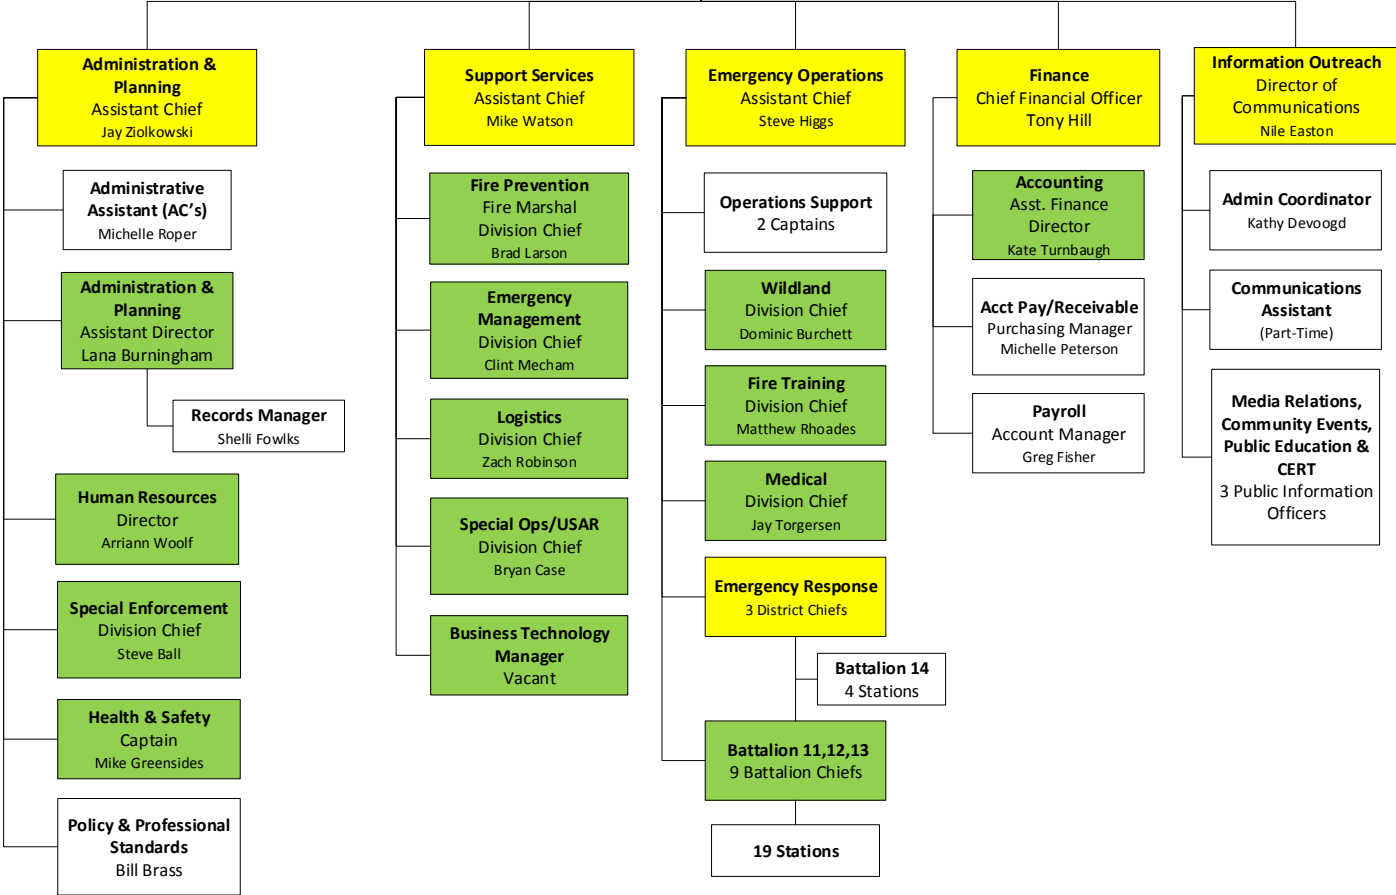 Administration &
Planning
Assistant Chief
Jay Ziolkowski
Administrative
Assistant (AC’s)
Michelle Roper
Administration &
Planning
Assistant Director
Lana Burningham
Records Manager
Shelli Fowlks
Human Resources
Director
Arriann Woolf
Special Enforcement
Division Chief
Steve Ball
Health & Safety
Captain
Mike Greensides
Policy & Professional
Standards
Bill Brass
Support Services
Assistant Chief
Mike Watson
Fire Prevention
Fire Marshal
Division Chief
Brad Larson
Emergency
Management
Division Chief
Clint Mecham
Logistics
Division Chief
Zach Robinson
Special Ops/USAR
Division Chief
Bryan Case
Business Technology
Manager
Vacant
Emergency Operations
Assistant Chief
Steve Higgs
Operations Support
2 Captains
Wildland
Division Chief
Dominic Burchett
Fire Training
Division Chief
Matthew Rhoades
Medical
Division Chief
Jay Torgersen
Emergency Response
3 District Chiefs
Battalion 14
4 Stations
Battalion 11,12,13
9 Battalion Chiefs
19 Stations
Finance
Chief Financial Officer
Tony Hill
Accounting
Asst. Finance
Director
Kate Turnbaugh
Acct Pay/Receivable
Purchasing Manager
Michelle Peterson
Payroll
Account Manager
Greg Fisher
Information Outreach
Director of
Communications
Nile Easton
Admin Coordinator
Kathy Devoogd
Communications
Assistant
(Part-Time)
Media Relations,
Community Events,
Public Education &
CERT
3 Public Information
Officers